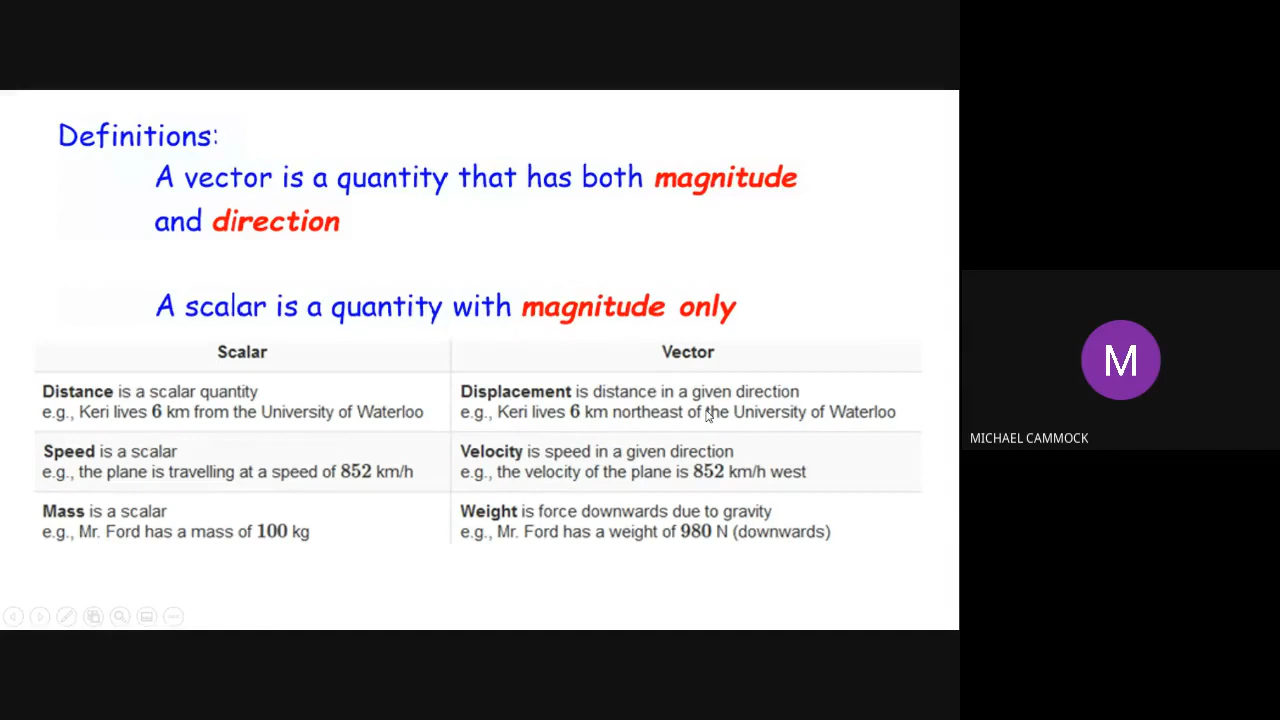 Definitions:
A vector is a quantity that has both magnitude
and direction
A scalar is a quantity with magnitude only
Scalar
Vector
Distance is a scalar quantity
e.g., Keri lives 6 km from the University of Waterloo
Displacement is distance in a given direction
e.g., Keri lives 6 km northeast of the University of Waterloo
Speed is a scalar
e.g., the plane is travelling at a speed of 852 km/h
Velocity is speed in a given direction
e.g., the velocity of the plane is 852 km/h west
Mass is a scalar
e.g., Mr. Ford has a mass of 100 kg
Weight is force downwards due to gravity
e.g., Mr. Ford has a weight of 980 N (downwards)
M
MICHAEL CAMMOCK